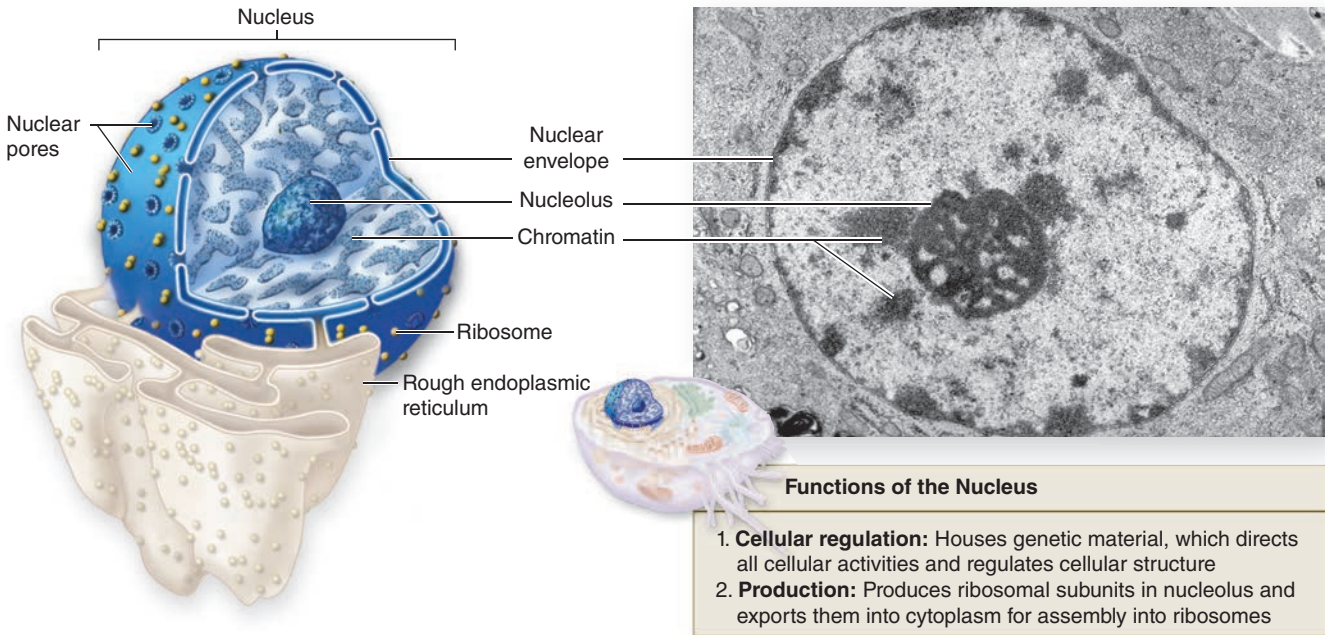 Nucleus
Nuclear
pores
Nuclear
envelope
Nucleolus
Chromatin
Ribosome
Rough endoplasmic
reticulum
Functions of the Nucleus
1. Cellular regulation: Houses genetic material, which directs
all cellular activities and regulates cellular structure
2. Production: Produces ribosomal subunits in nucleolus and
exports them into cytoplasm for assembly into ribosomes